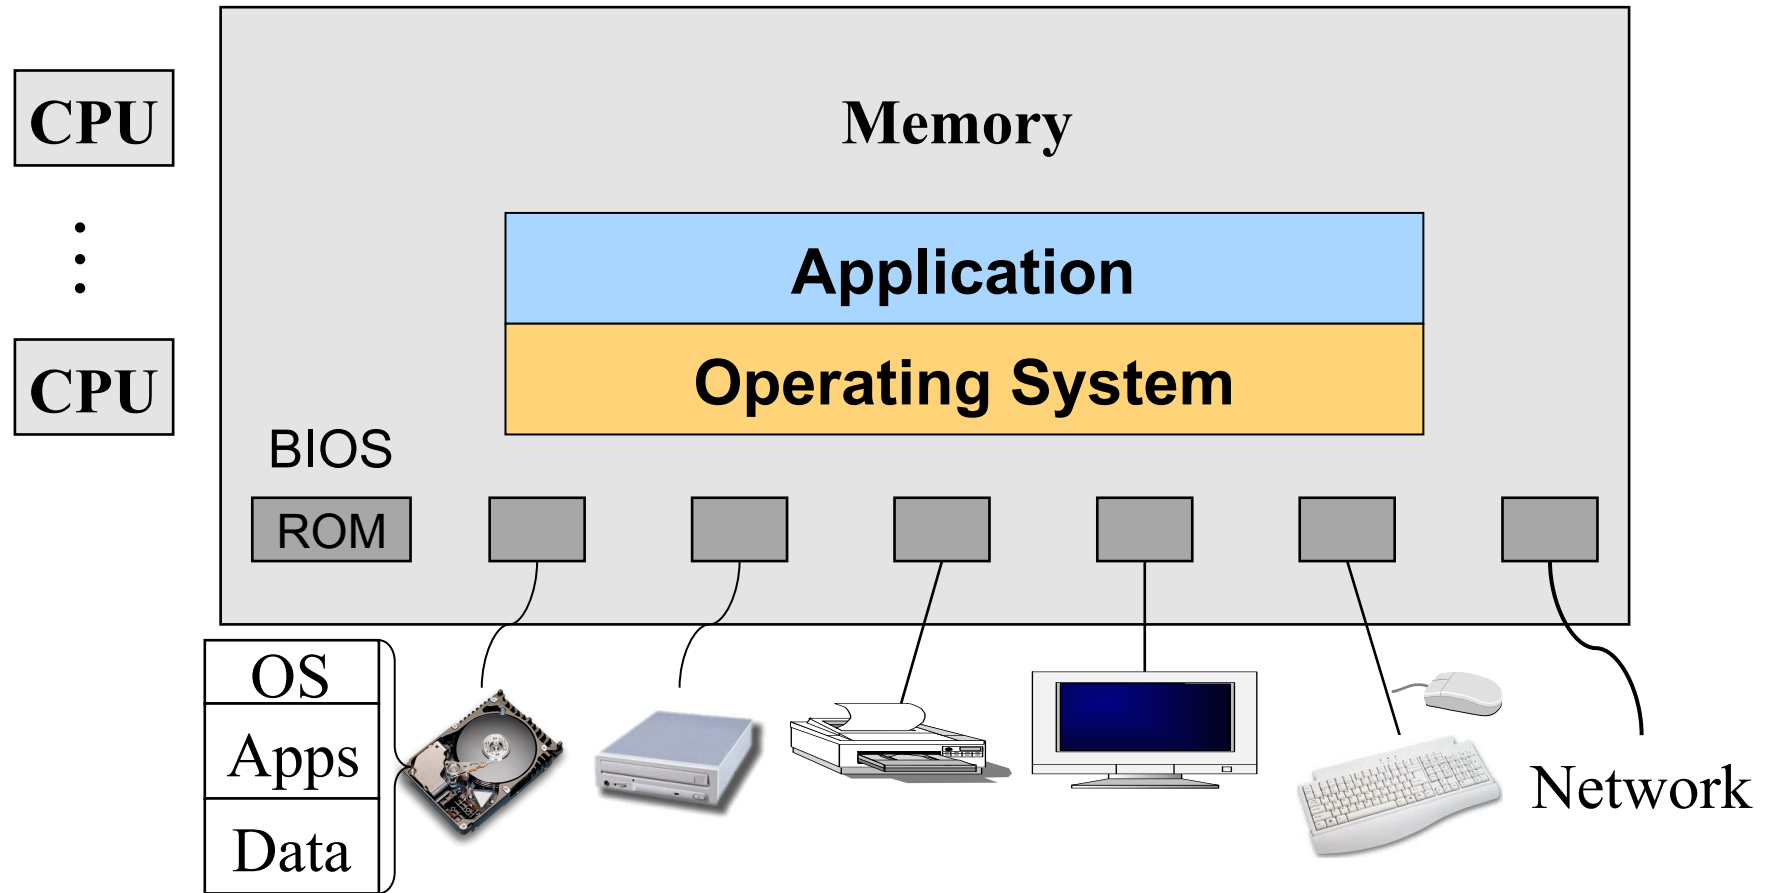 CPU
Memory
Application
CPU
Operating System
BIOS
ROM
OS
Apps
Data
Network